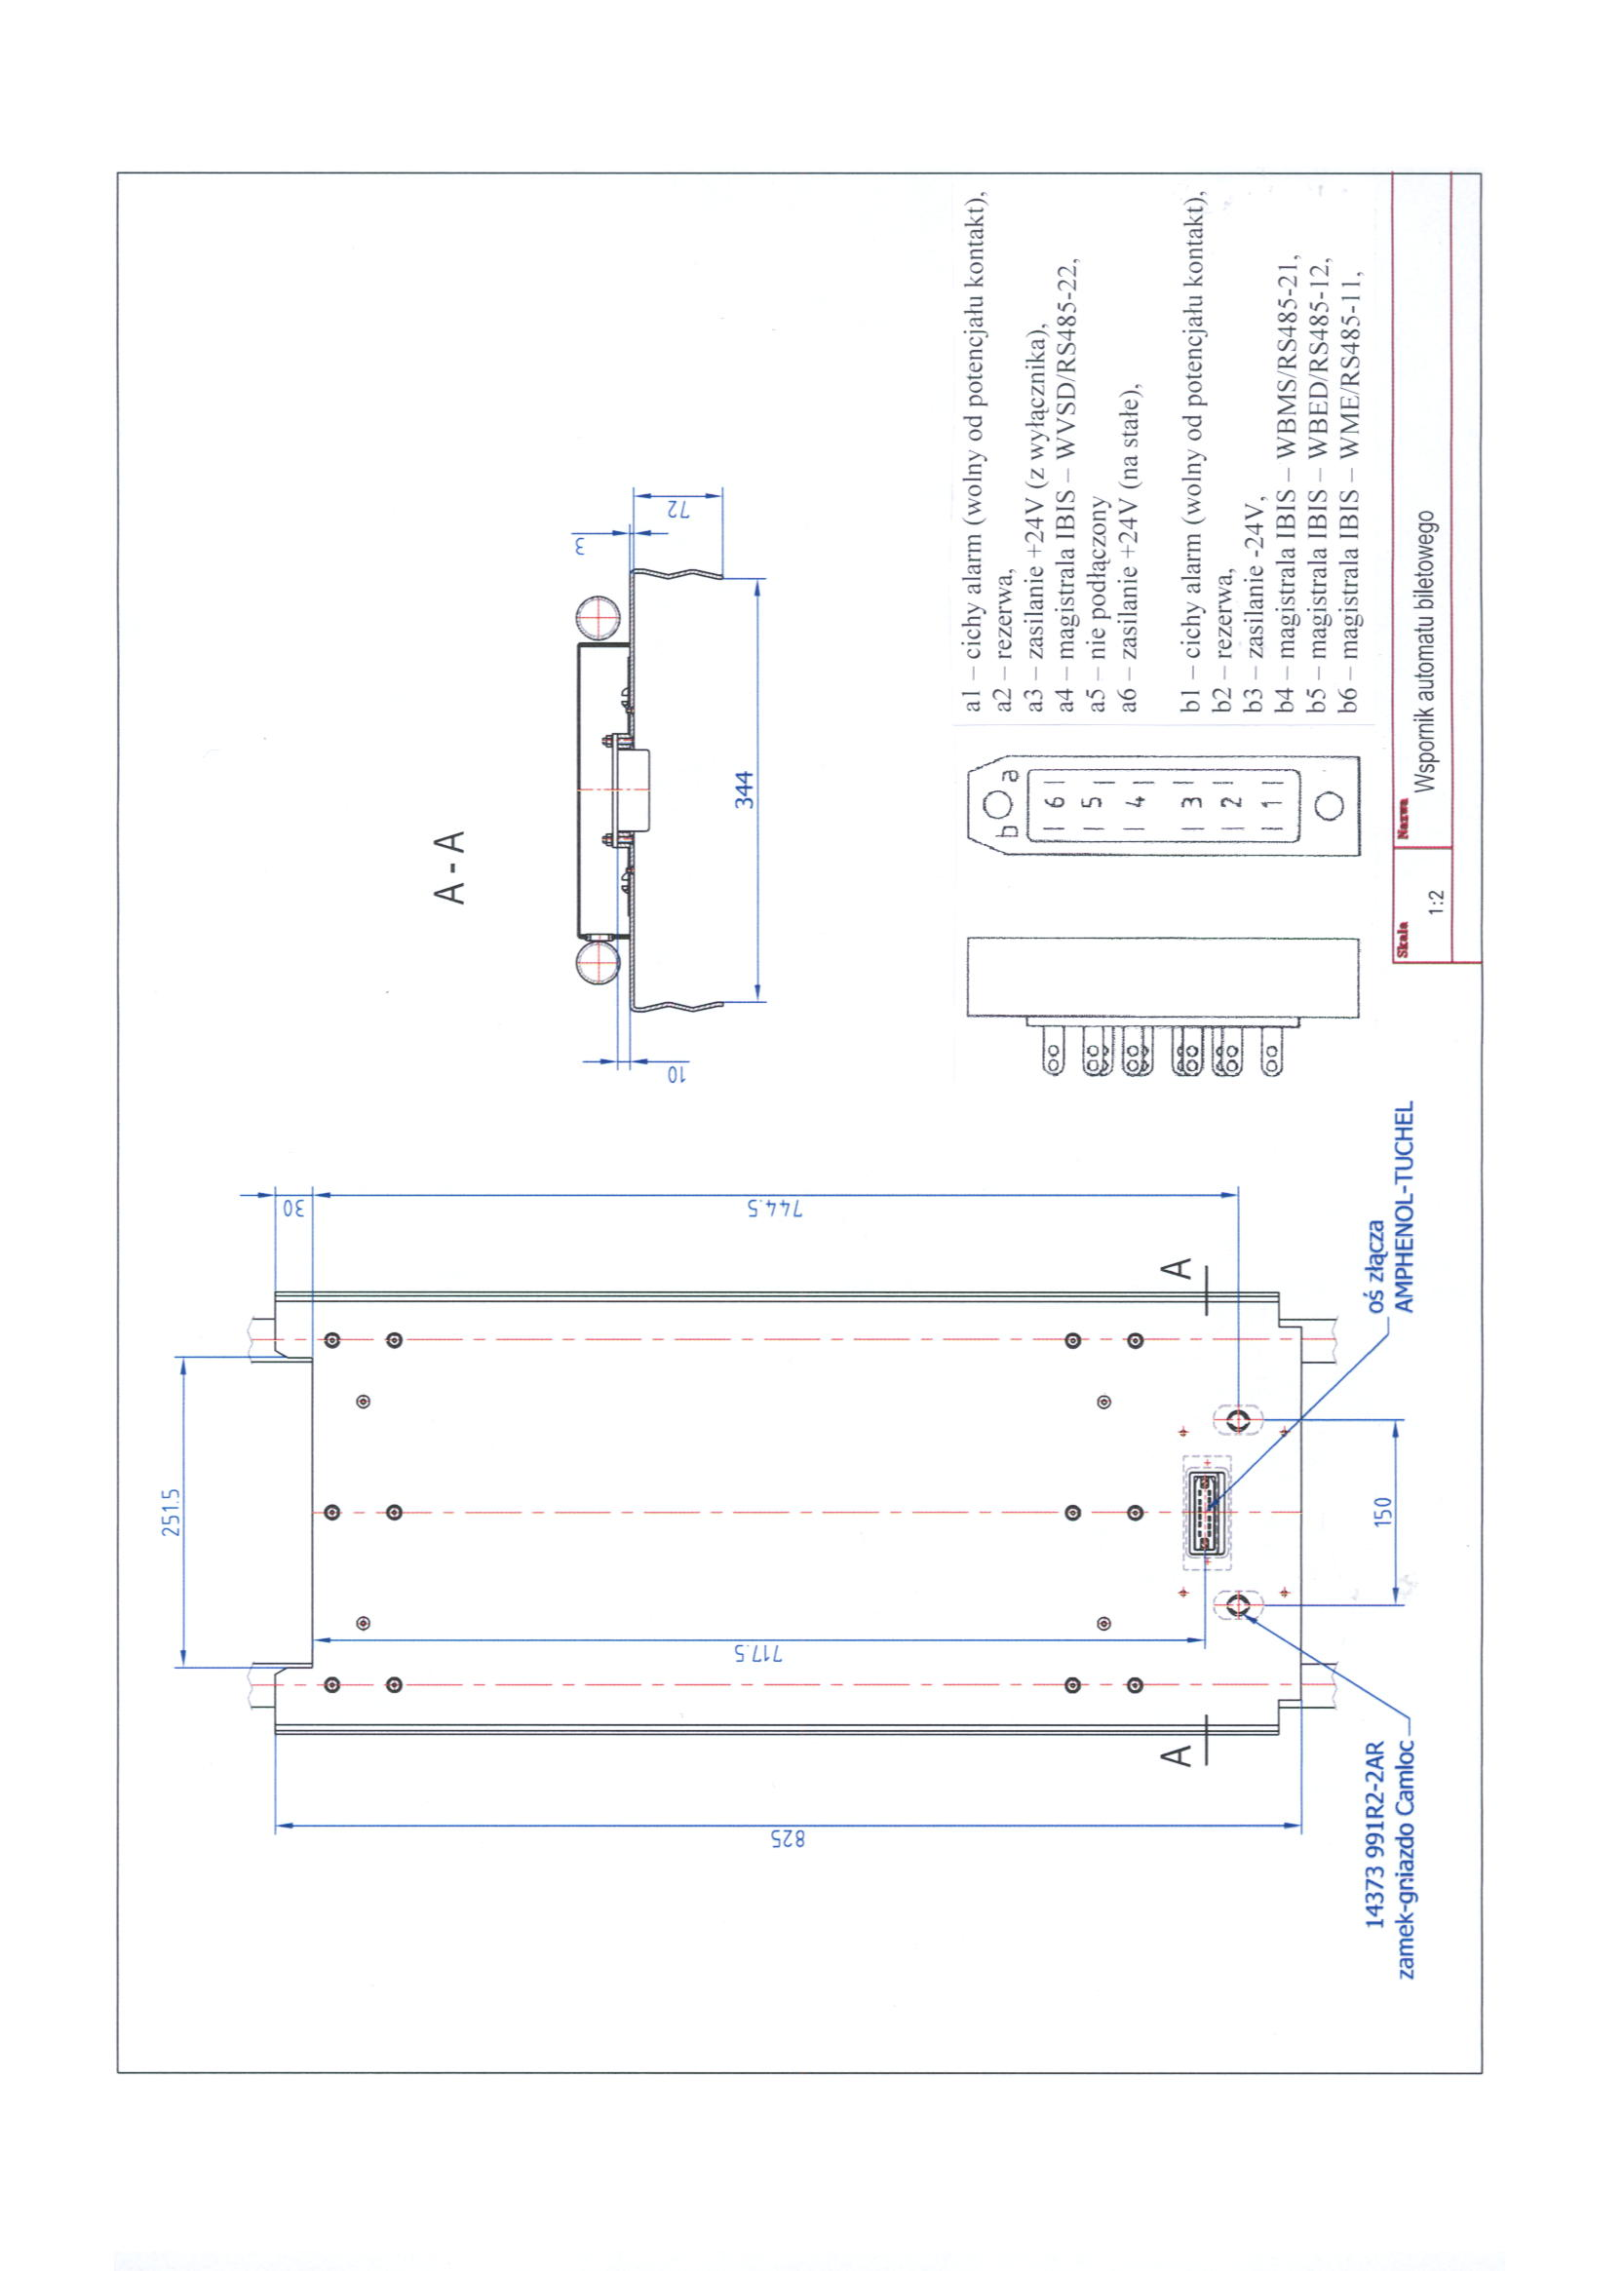 A - A
3
72
344
10
a1 – cichy alarm (wolny od potencjału kontakt),
a2 – rezerwa,
a3 – zasilanie +24V (z wyłącznika),
a4 – magistrala IBIS – WVSD/RS485-22,
a5 – nie podłączony
a6 – zasilanie +24V (na stałe),
b1 – cichy alarm (wolny od potencjału kontakt),
b2 – rezerwa,
b3 – zasilanie -24V,
b4 – magistrala IBIS – WBMS/RS485-21,
b5 – magistrala IBIS – WBED/RS485-12,
b6 – magistrala IBIS – WME/RS485-11,
b a
6
5
4
3
2
1
251.5
30
744.5
717.5
825
150
A
A
oś złącza
AMPHENOL-TUCHEL
14373 991R2-2AR
zamek-gniazdo Camloc
Skala
1:2
Nazwa
Wspornik automatu biletowego